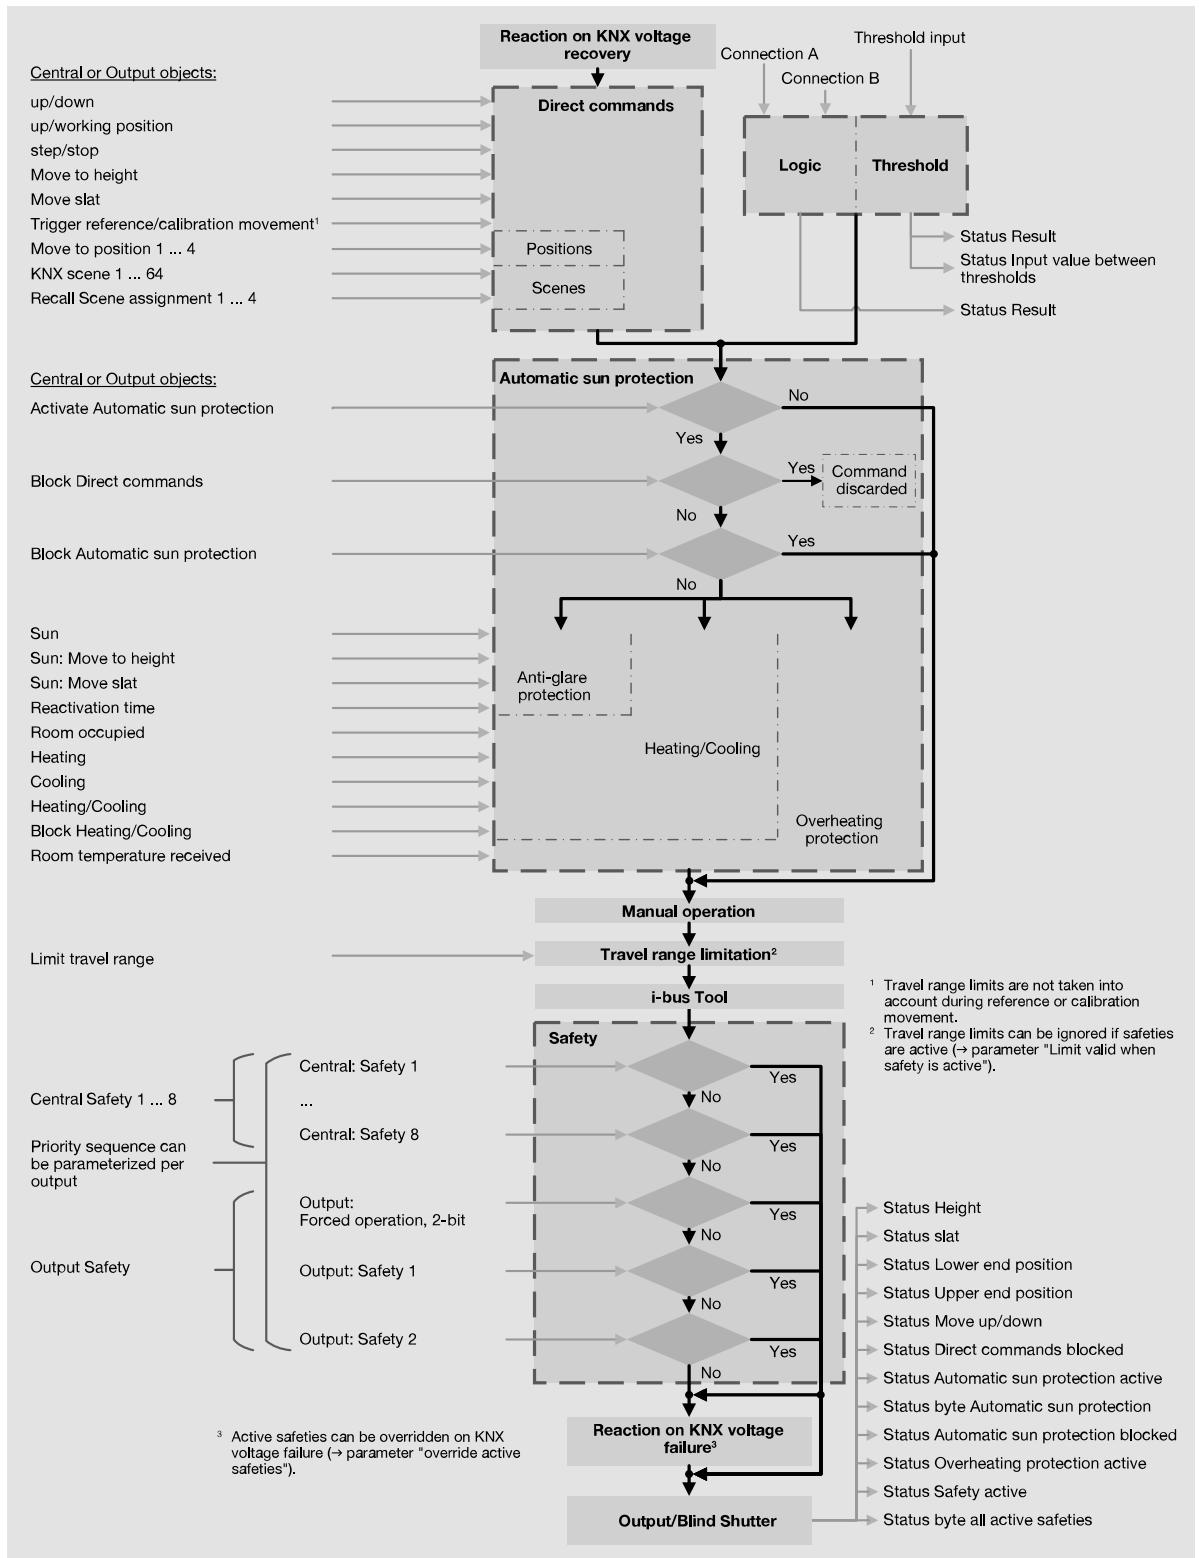 Reaction on KNX voltage
recovery
Connection A
Connection B
Threshold input
Central or Output objects:
up/down
up/working position
step/stop
Move to height
Move slat
Trigger reference/calibration movement¹
Move to position 1 ... 4
KNX scene 1 ... 64
Recall Scene assignment 1 ... 4
Direct commands
Positions
Scenes
Logic
Threshold
Status Result
Status Input value between
thresholds
Status Result
Central or Output objects:
Activate Automatic sun protection
Block Direct commands
Block Automatic sun protection
Automatic sun protection
No
Yes
Yes
Command
discarded
No
Yes
No
Sun
Sun: Move to height
Sun: Move slat
Reactivation time
Room occupied
Heating
Cooling
Heating/Cooling
Block Heating/Cooling
Room temperature received
Anti-glare
protection
Heating/Cooling
Overheating
protection
Manual operation
Limit travel range
Travel range limitation²
i-bus Tool
¹ Travel range limits are not taken into
account during reference or calibration
movement.
² Travel range limits can be ignored if safeties
are active (→ parameter "Limit valid when
safety is active").
Safety
Central Safety 1 ... 8
Priority sequence can
be parameterized per
output
Output Safety
Central: Safety 1
...
Central: Safety 8
Output:
Forced operation, 2-bit
Output: Safety 1
Output: Safety 2
Yes
No
Yes
No
Yes
No
Yes
No
Yes
No
³ Active safeties can be overridden on KNX
voltage failure (→ parameter "override active
safeties").
Reaction on KNX voltage
failure³
Output/Blind Shutter
Status Height
Status slat
Status Lower end position
Status Upper end position
Status Move up/down
Status Direct commands blocked
Status Automatic sun protection active
Status byte Automatic sun protection
Status Automatic sun protection blocked
Status Overheating protection active
Status Safety active
Status byte all active safeties